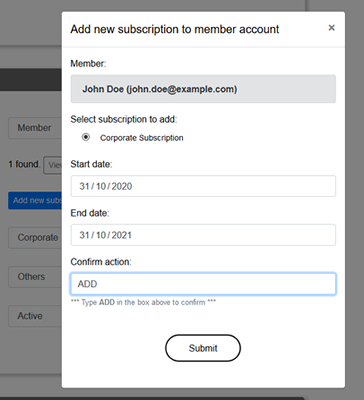 Add new subscription to member account
×
Member:
John Doe (john.doe@example.com)
Select subscription to add:
Corporate Subscription
Start date:
31 / 10 / 2020
End date:
31 / 10 / 2021
Confirm action:
ADD
*** Type ADD in the box above to confirm ***
Submit
Member
1 found.
View
Add new subs
Corporate
Others
Active